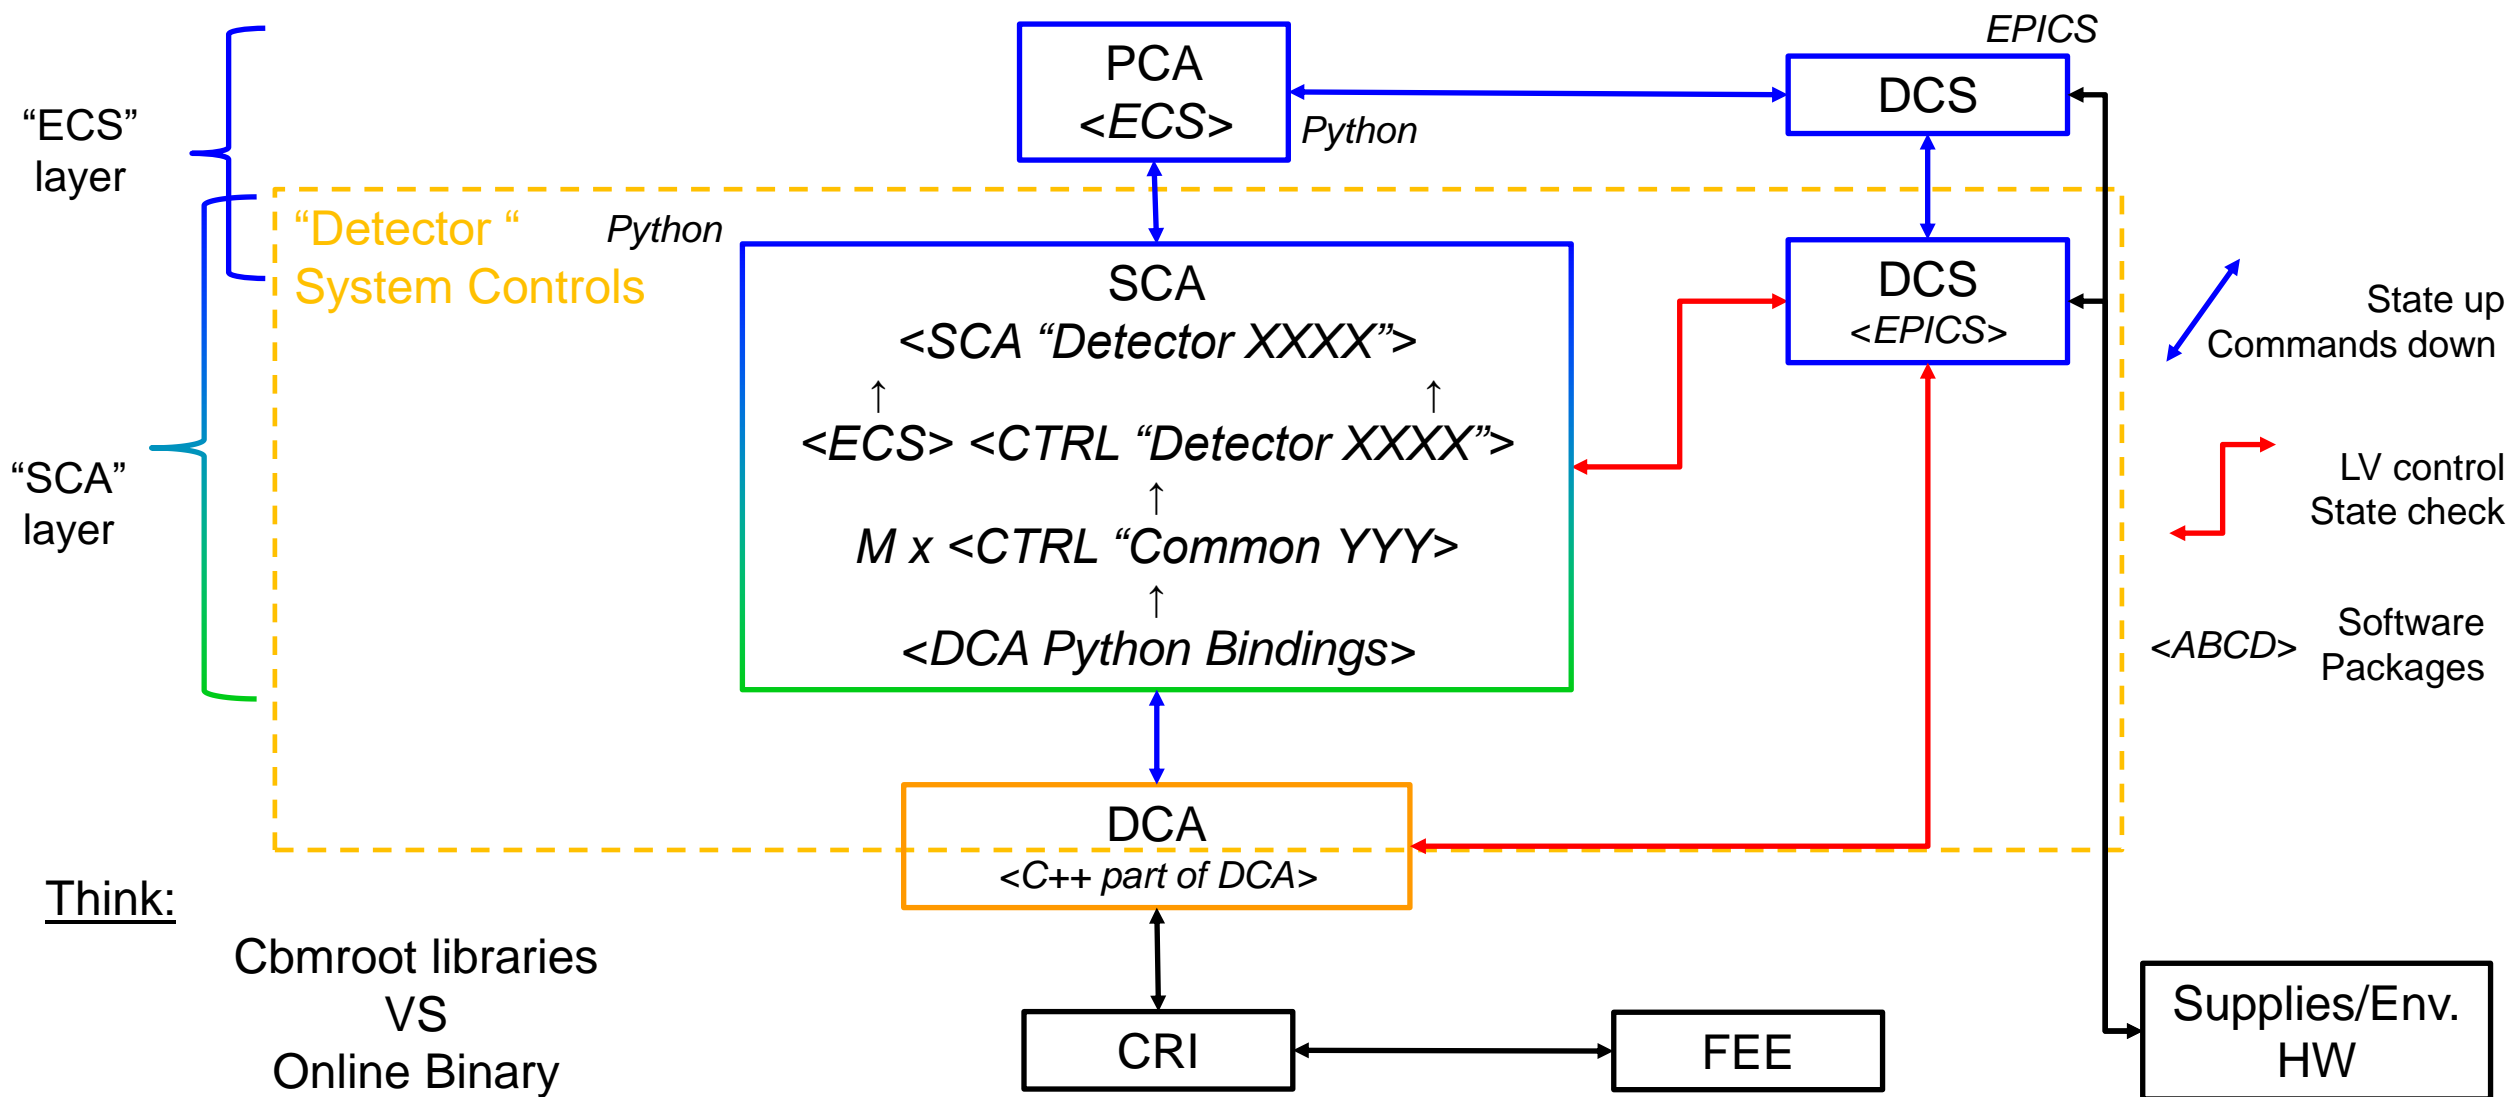 EPICS
PCA
<ECS>
Python
DCS
“ECS”
layer
“Detector “
System Controls
Python
SCA
<SCA “Detector XXXX”>
↑ ↑
<ECS> <CTRL “Detector XXXX”>
↑
M x <CTRL “Common YYY>
↑
<DCA Python Bindings>
DCS
<EPICS>
State up
Commands down
LV control
State check
<ABCD>
Software
Packages
“SCA”
layer
DCA
<C++ part of DCA>
Think:
Cbmroot libraries
VS
Online Binary
CRI
FEE
Supplies/Env.
HW